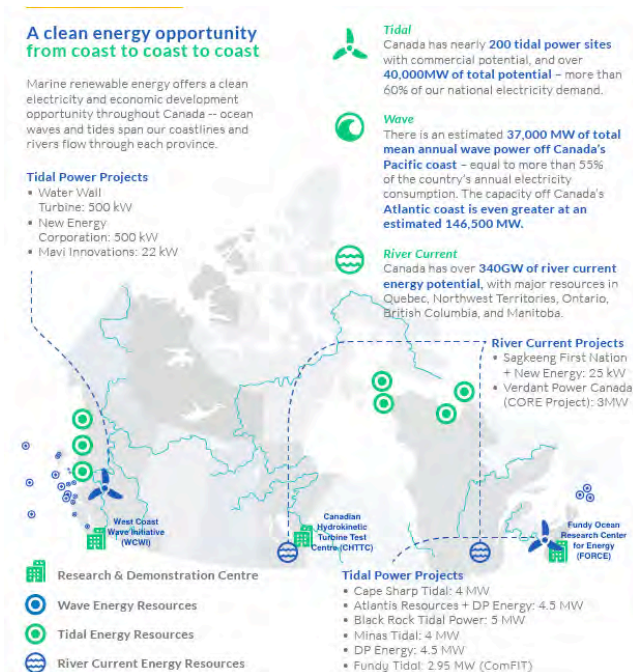 A clean energy opportunity
from coast to coast to coast
Marine renewable energy offers a clean
electricity and economic development
opportunity throughout Canada -- ocean
waves and tides span our coastlines and
rivers flow through each province.
Tidal Power Projects
▪ Water Wall
Turbine: 500 kW
▪ New Energy
Corporation: 500 kW
▪ Mavi Innovations: 22 kW
Tidal
Canada has nearly 200 tidal power sites
with commercial potential, and over
40,000MW of total potential – more than
60% of our national electricity demand.
Wave
There is an estimated 37,000 MW of total
mean annual wave power off Canada's
Pacific coast – equal to more than 55%
of the country's annual electricity
consumption. The capacity off Canada's
Atlantic coast is even greater at an
estimated 146,500 MW.
River Current
Canada has over 340GW of river current
energy potential, with major resources in
Quebec, Northwest Territories, Ontario,
British Columbia, and Manitoba.
River Current Projects
▪ Sagkeeng First Nation
+ New Energy: 25 kW
▪ Verdant Power Canada
(CORE Project): 3MW
West Coast
Wave Initiative
(WCWI)
Canadian
Hydrokinetic
Turbine Test
Centre (CHTTC)
Fundy Ocean
Research Center
for Energy
(FORCE)
Research & Demonstration Centre
Wave Energy Resources
Tidal Energy Resources
River Current Energy Resources
Tidal Power Projects
▪ Cape Sharp Tidal: 4 MW
▪ Atlantis Resources + DP Energy: 4.5 MW
▪ Black Rock Tidal Power: 5 MW
▪ Minas Tidal: 4 MW
▪ DP Energy: 4.5 MW
▪ Fundy Tidal: 2.95 MW (ComFIT)